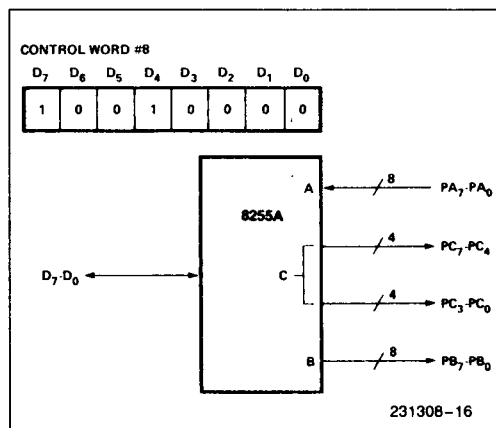 CONTROL WORD #8
D7 D6 D5 D4 D3 D2 D1 D0
1 0 0 1 0 0 0 0
A 8 PA7-PA0
8255A
4 PC7-PC4
D7-D0 C
4 PC3-PC0
B 8 PB7-PB0
231308-16